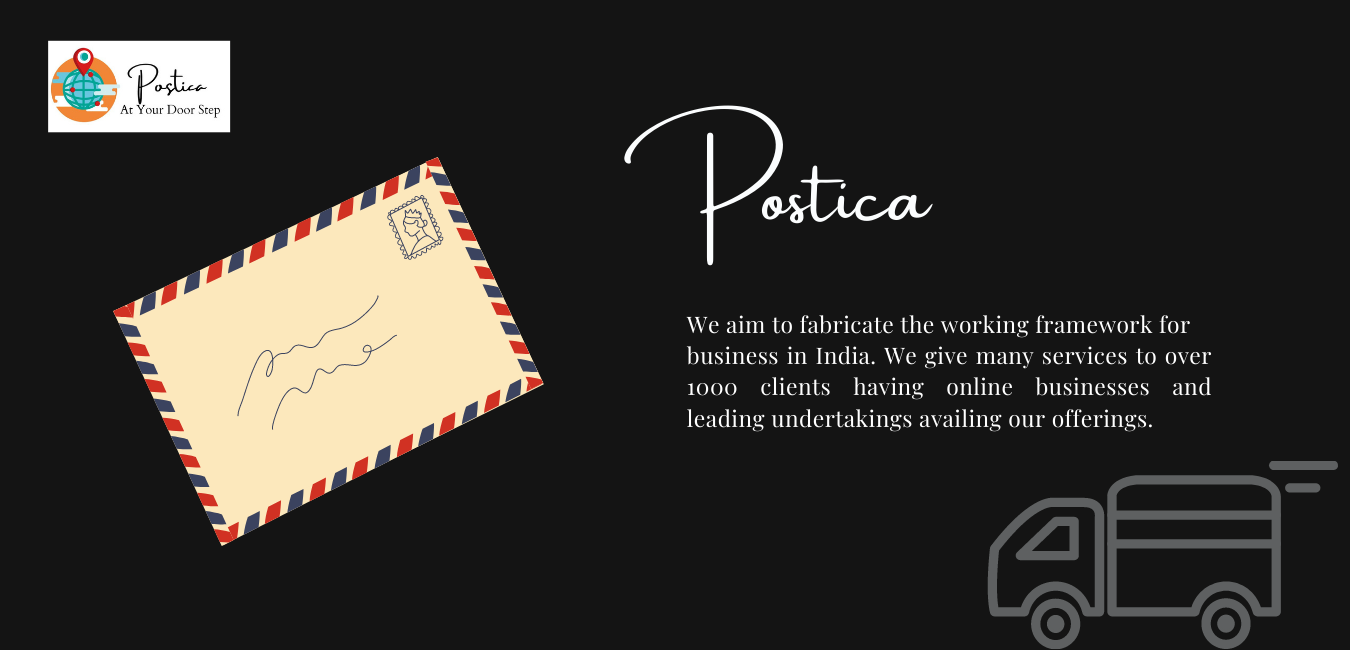 Postica
At Your Door Step
Postica
We aim to fabricate the working framework for
business in India. We give many services to over
1000 clients having online businesses and
leading undertakings availing our offerings.